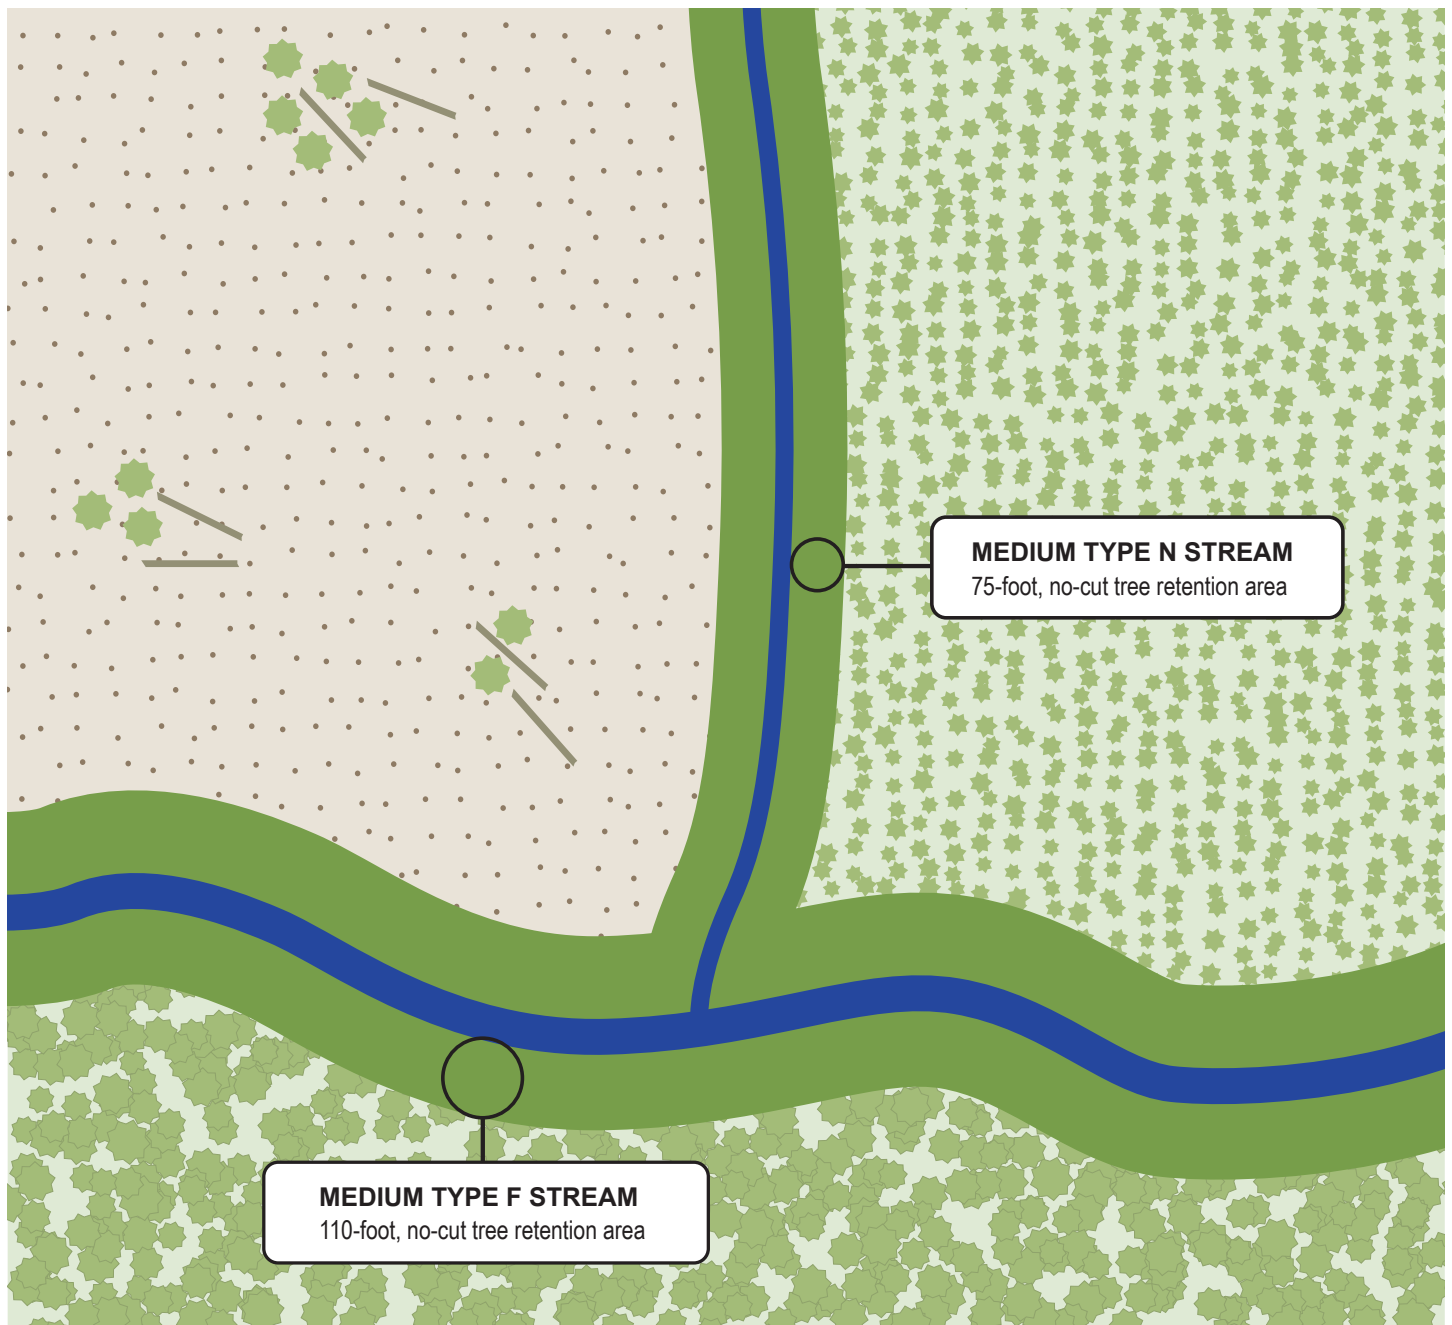 MEDIUM TYPE N STREAM
75-foot, no-cut tree retention area
MEDIUM TYPE F STREAM
110-foot, no-cut tree retention area